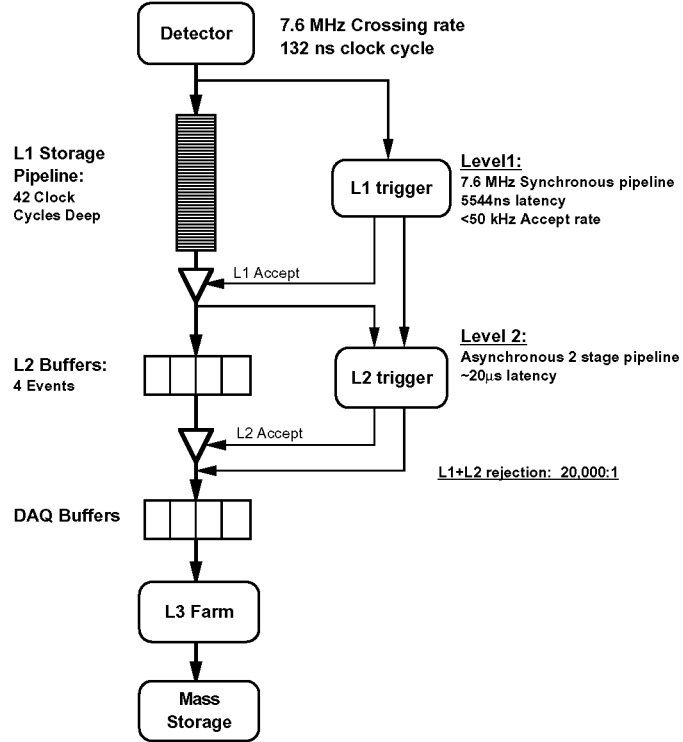 Detector
7.6 MHz Crossing rate
132 ns clock cycle
L1 Storage
Pipeline:
42 Clock
Cycles Deep
L1 trigger
Level1:
7.6 MHz Synchronous pipeline
5544ns latency
<50 kHz Accept rate
L1 Accept
L2 Buffers:
4 Events
L2 trigger
Level 2:
Asynchronous 2 stage pipeline
~20μs latency
L2 Accept
L1+L2 rejection: 20,000:1
DAQ Buffers
L3 Farm
Mass
Storage